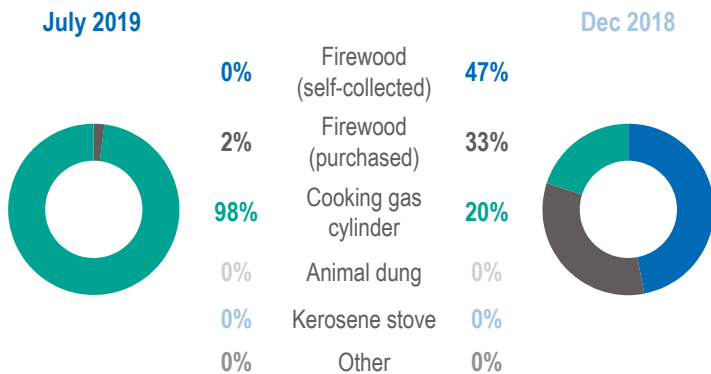 July 2019
Dec 2018
0%
Firewood
(self-collected)
47%
2%
Firewood
(purchased)
33%
98%
Cooking gas
cylinder
20%
0%
Animal dung
0%
0%
Kerosene stove
0%
0%
Other
0%